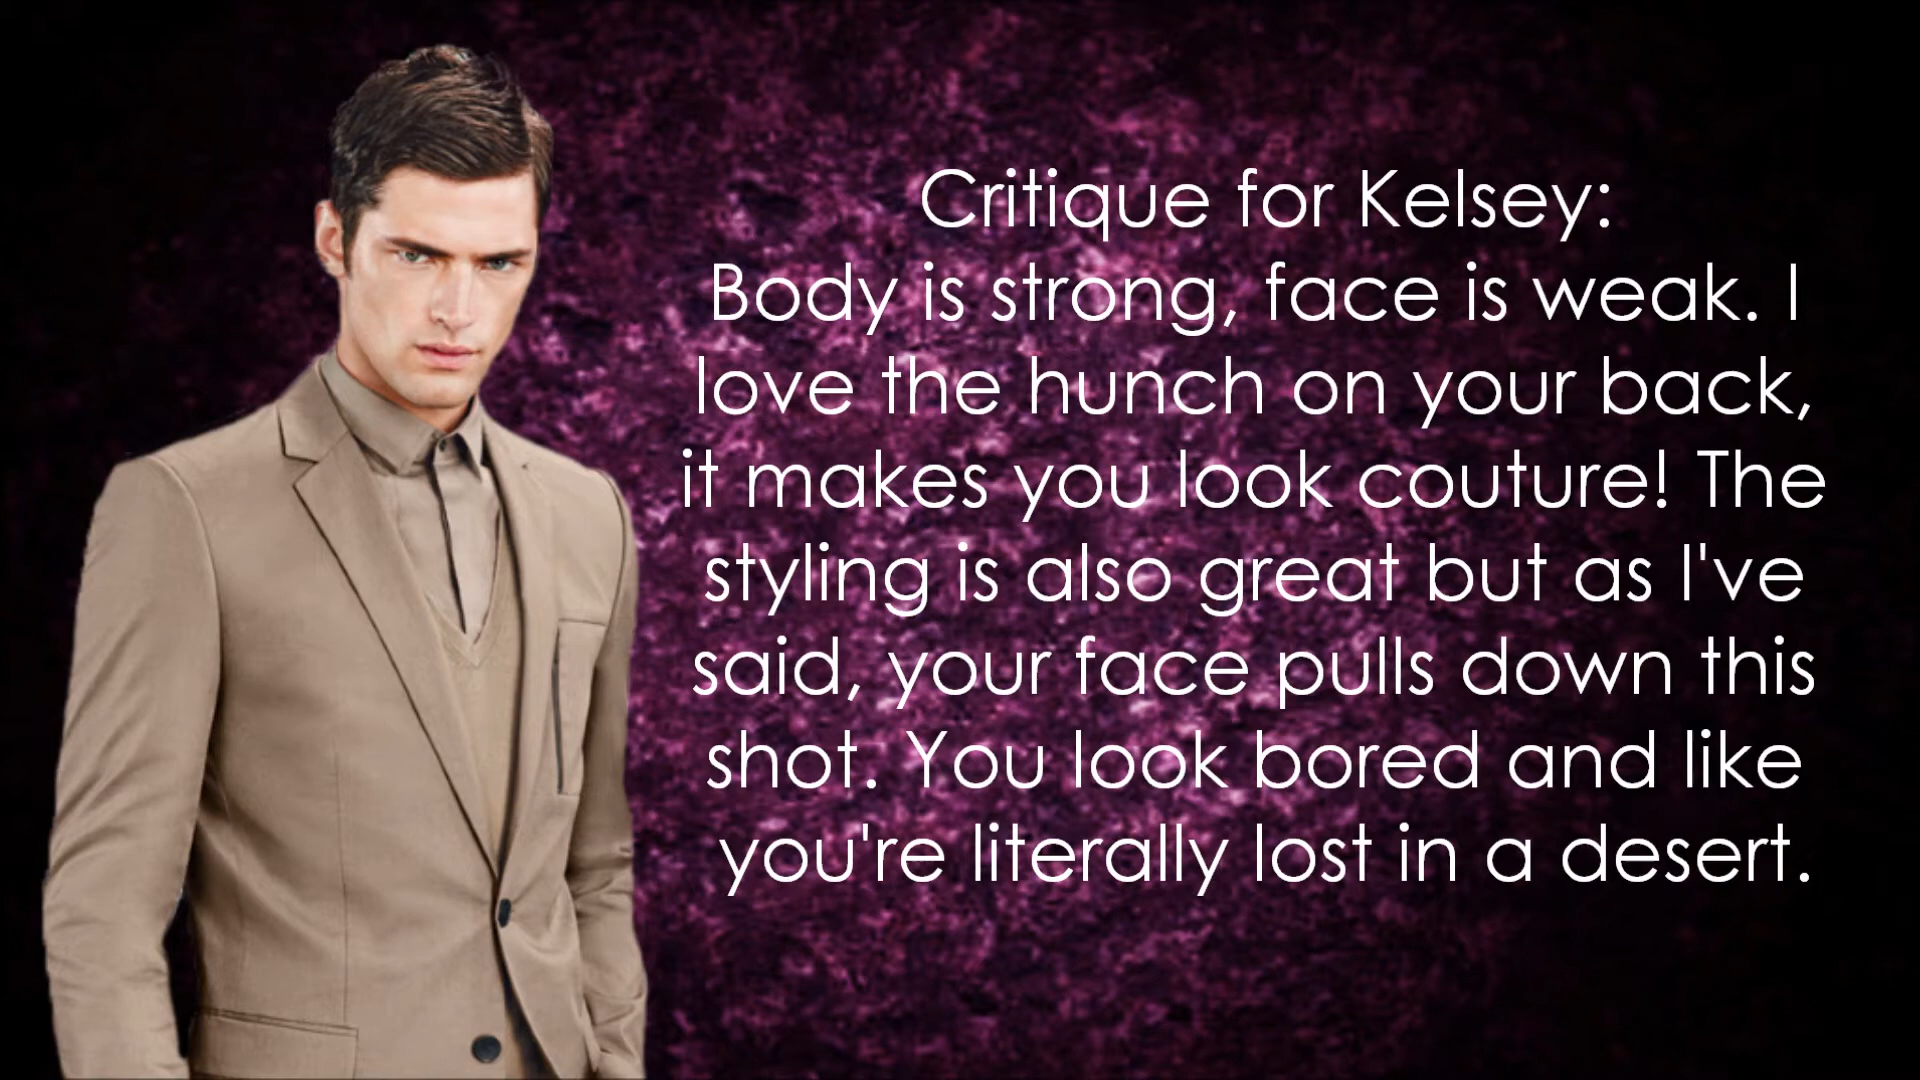 Critique for Kelsey:
Body is strong, face is weak. I
love the hunch on your back,
it makes you look couture! The
styling is also great but as I've
said, your face pulls down this
shot. You look bored and like
you're literally lost in a desert.